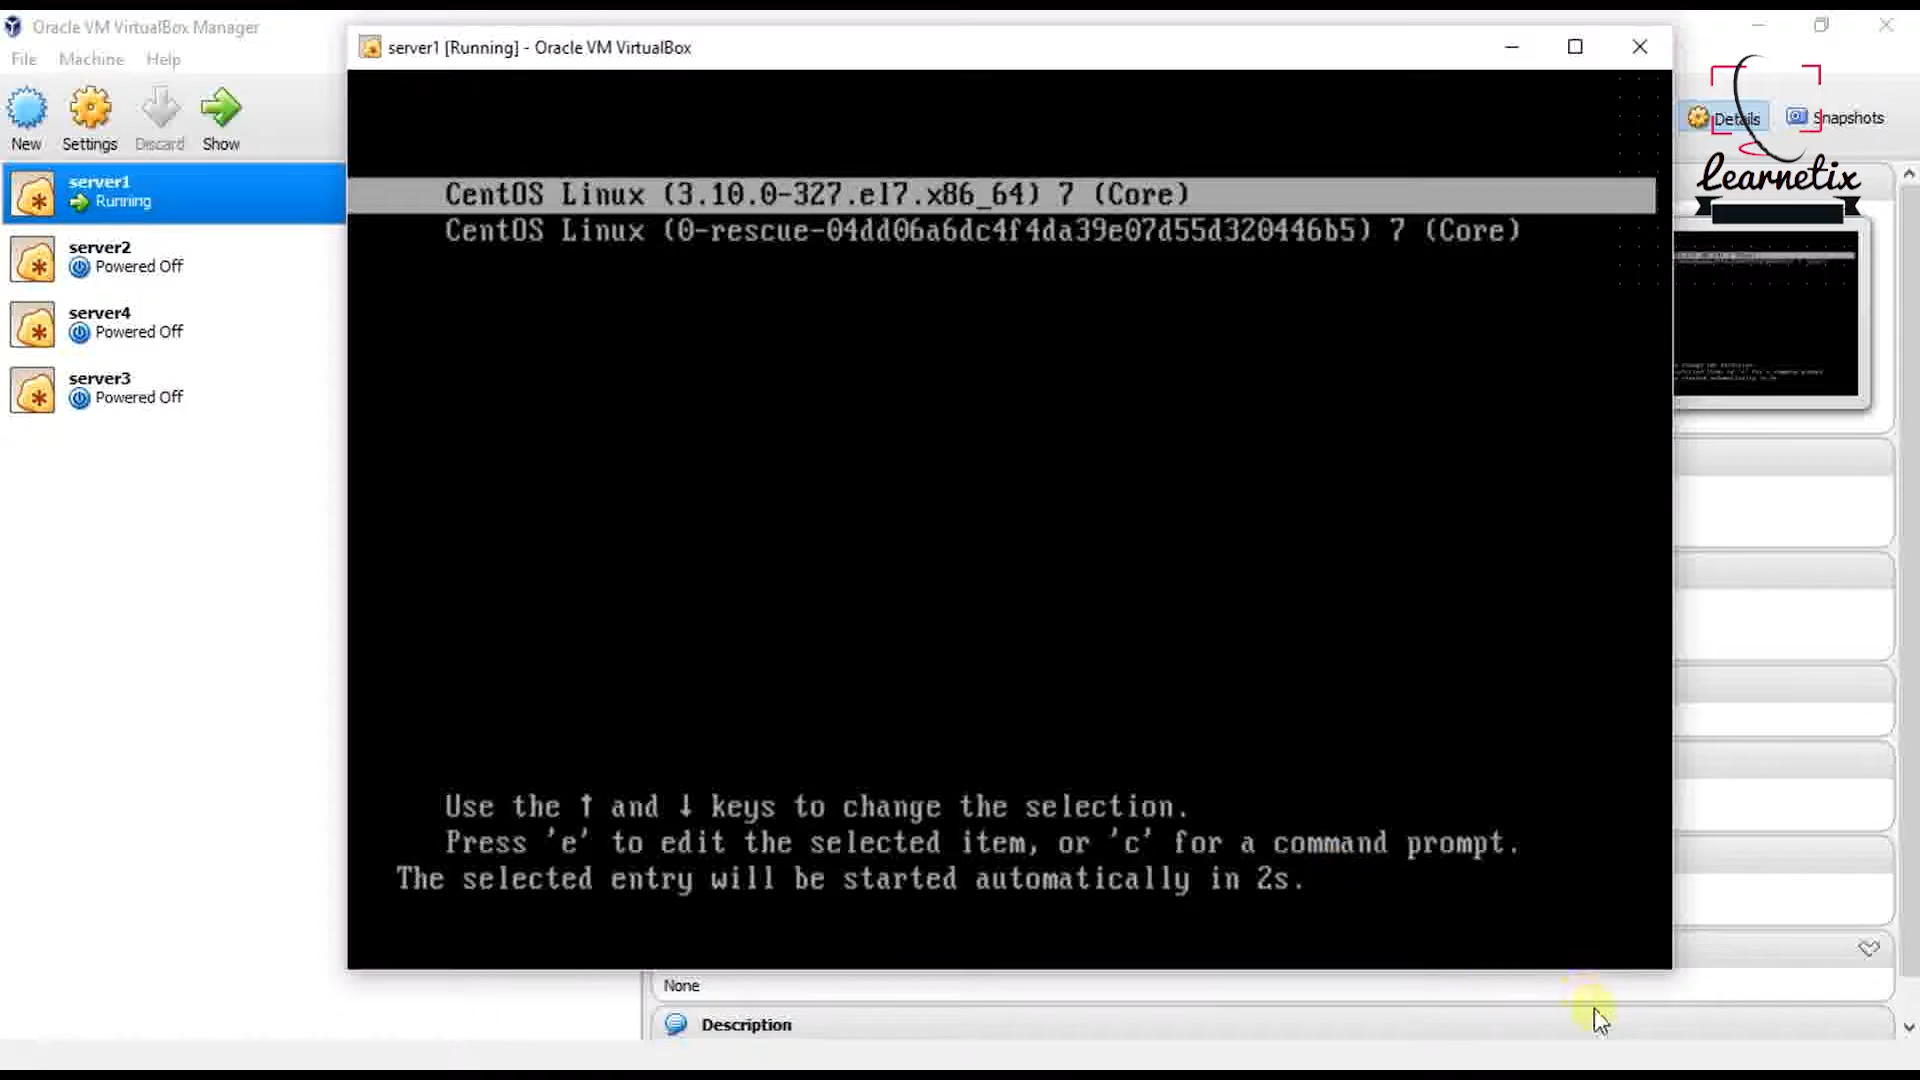 Oracle VM VirtualBox Manager
File Machine Help
New Settings Discard Show
server1
Running
server2
Powered Off
server4
Powered Off
server3
Powered Off
server1 [Running] - Oracle VM VirtualBox
CentOS Linux (3.10.0-327.el7.x86_64) 7 (Core)
CentOS Linux (0-rescue-04dd06a6dc4f4da39e07d55d320446b5) 7 (Core)
Use the ↑ and ↓ keys to change the selection.
Press 'e' to edit the selected item, or 'c' for a command prompt.
The selected entry will be started automatically in 2s.
Details Snapshots
Learnetix
None
Description